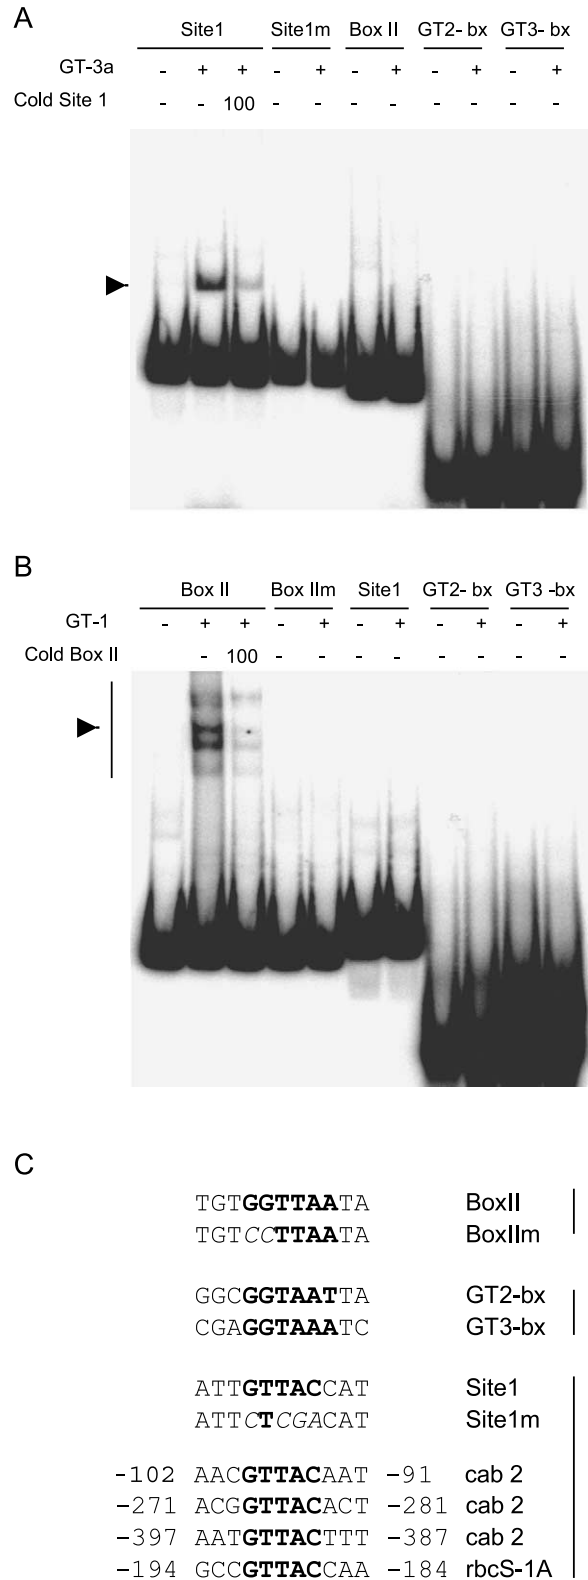 A
Site1 Site1m Box II GT2- bx GT3- bx
GT-3a - + + - + - + - + - +
Cold Site 1 - - 100 - - - - - - - -
B
Box II Box IIm Site1 GT2- bx GT3 -bx
GT-1 - + + - + - + - + - +
Cold Box II - - 100 - - - - - - - -
C
TGTGGTTAATA BoxII
TGTCCTTAATA BoxIIm
GGCGGTAATTA GT2-bx
CGAGGTAAATC GT3-bx
ATTGTTACCAT Site1
ATTCTCGACAT Site1m
-102 AACGTTACAAT -91 cab 2
-271 ACGGTTACACT -281 cab 2
-397 AATGTTACTTT -387 cab 2
-194 GCCGTTACCAA -184 rbcS-1A